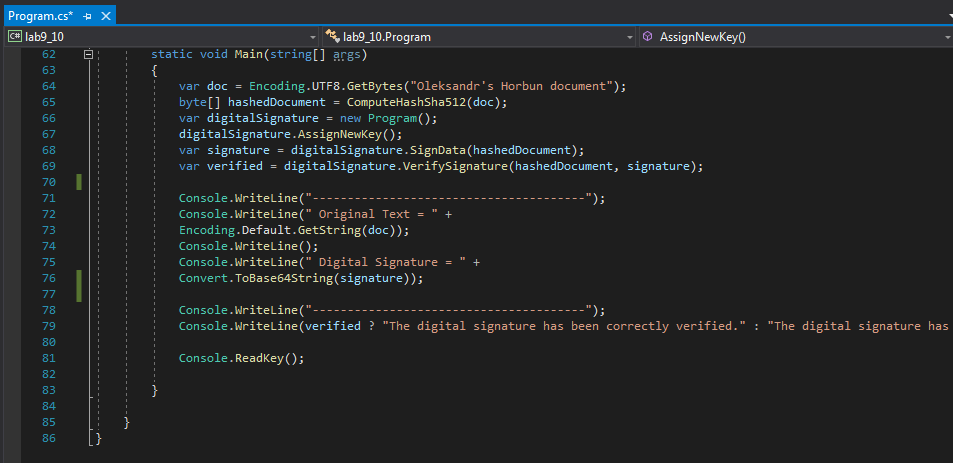 Program.cs*
C# lab9_10 lab9_10.Program AssignNewKey()
62 static void Main(string[] args)
63 {
64 var doc = Encoding.UTF8.GetBytes("Oleksandr's Horbun document");
65 byte[] hashedDocument = ComputeHashSha512(doc);
66 var digitalSignature = new Program();
67 digitalSignature.AssignNewKey();
68 var signature = digitalSignature.SignData(hashedDocument);
69 var verified = digitalSignature.VerifySignature(hashedDocument, signature);
70
71 Console.WriteLine("---------------------------------------");
72 Console.WriteLine(" Original Text = " +
73 Encoding.Default.GetString(doc));
74 Console.WriteLine();
75 Console.WriteLine(" Digital Signature = " +
76 Convert.ToBase64String(signature));
77
78 Console.WriteLine("---------------------------------------");
79 Console.WriteLine(verified ? "The digital signature has been correctly verified." : "The digital signature has
80
81 Console.ReadKey();
82
83 }
84
85 }
86 }